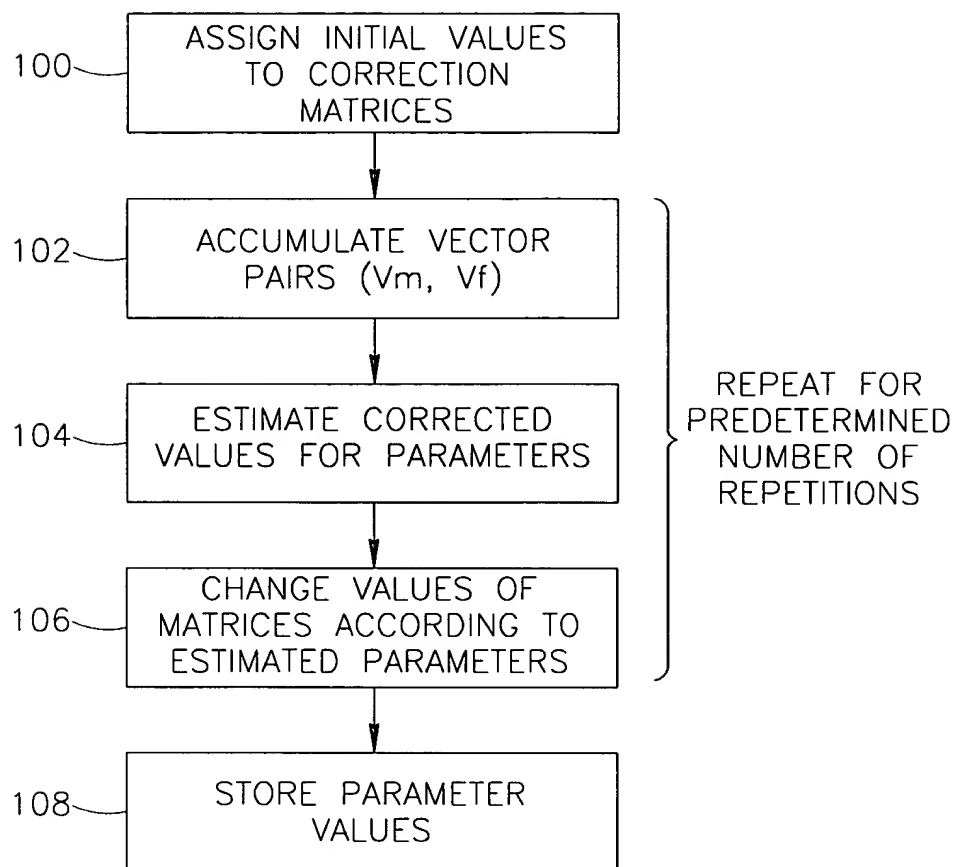 100
ASSIGN INITIAL VALUES
TO CORRECTION
MATRICES
102
ACCUMULATE VECTOR
PAIRS (Vm, Vf)
104
ESTIMATE CORRECTED
VALUES FOR PARAMETERS
106
CHANGE VALUES OF
MATRICES ACCORDING TO
ESTIMATED PARAMETERS
REPEAT FOR
PREDETERMINED
NUMBER OF
REPETITIONS
108
STORE PARAMETER
VALUES